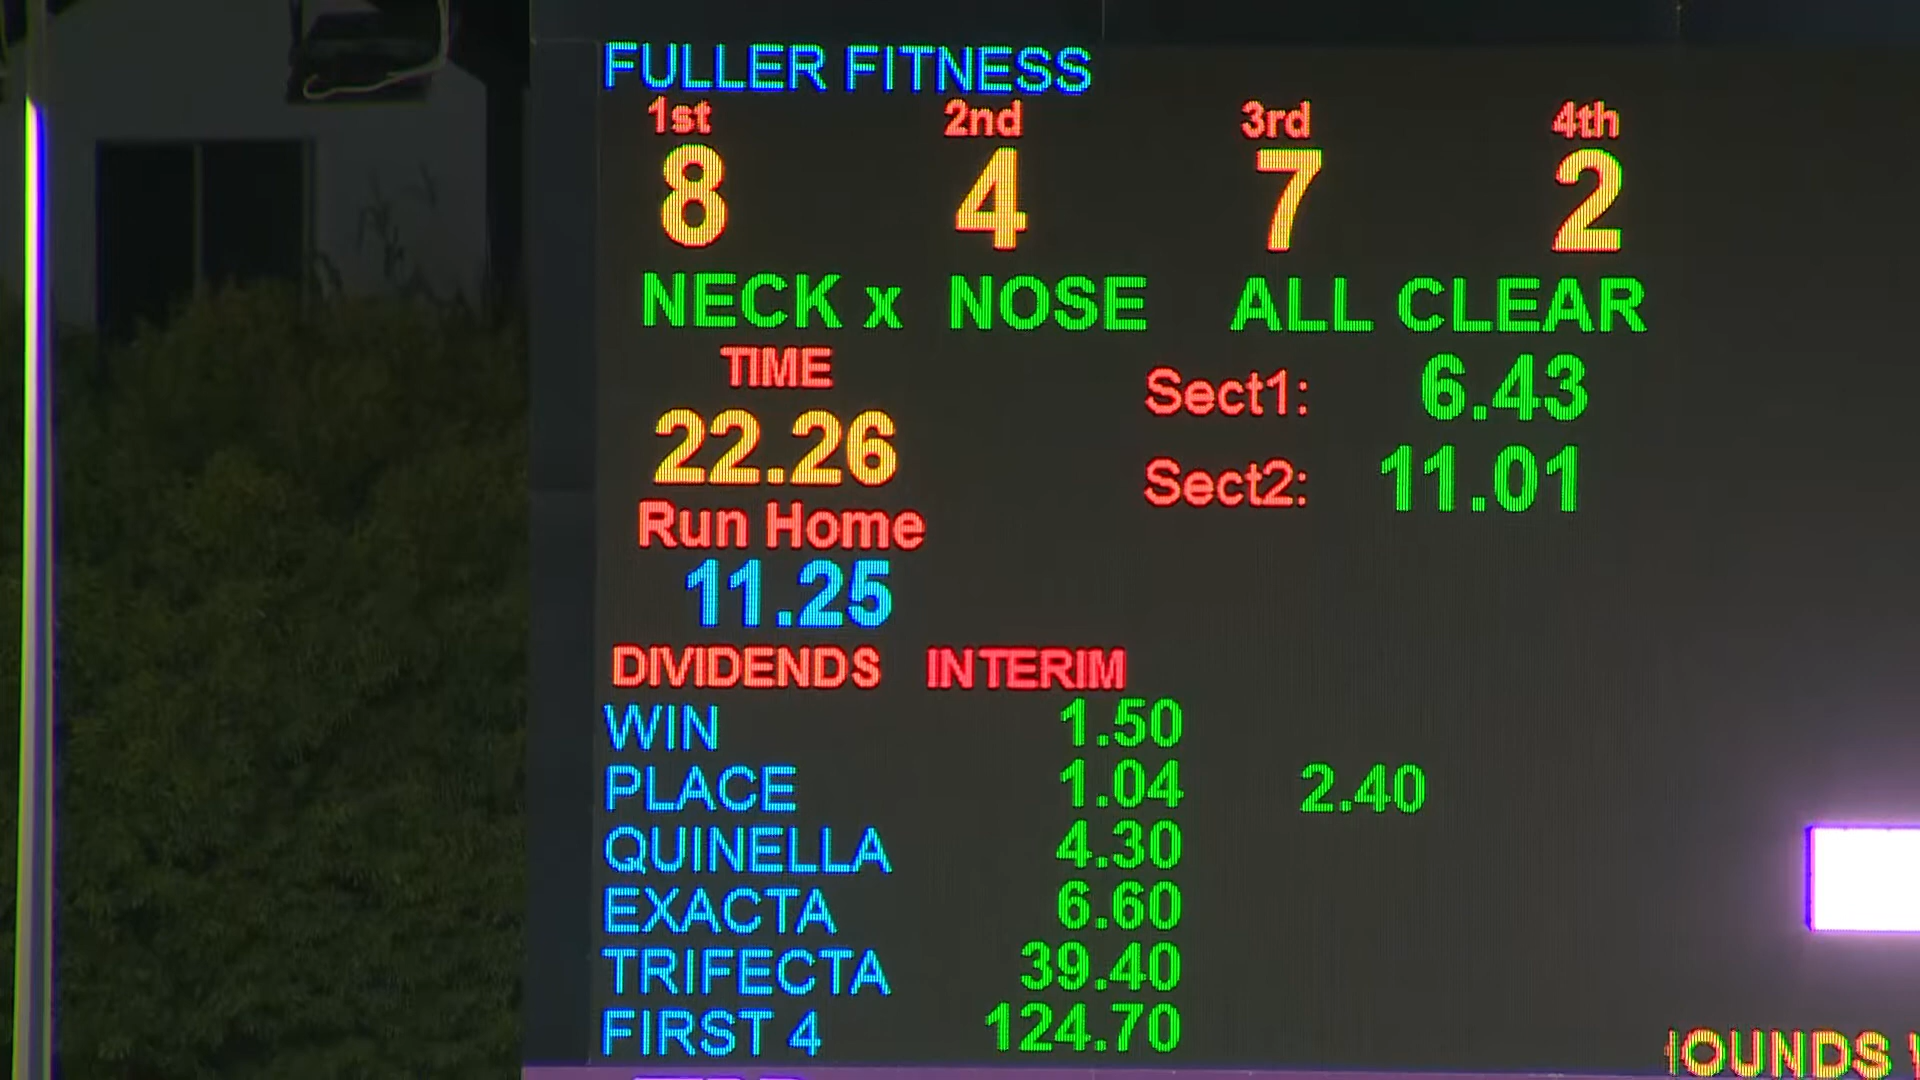 FULLER FITNESS
1st 2nd 3rd 4th
8 4 7 2
NECK x NOSE ALL CLEAR
TIME
Sect1: 6.43
22.26
Sect2: 11.01
Run Home
11.25
DIVIDENDS INTERIM
WIN 1.50
PLACE 1.04 2.40
QUINELLA 4.30
EXACTA 6.60
TRIFECTA 39.40
FIRST 4 124.70